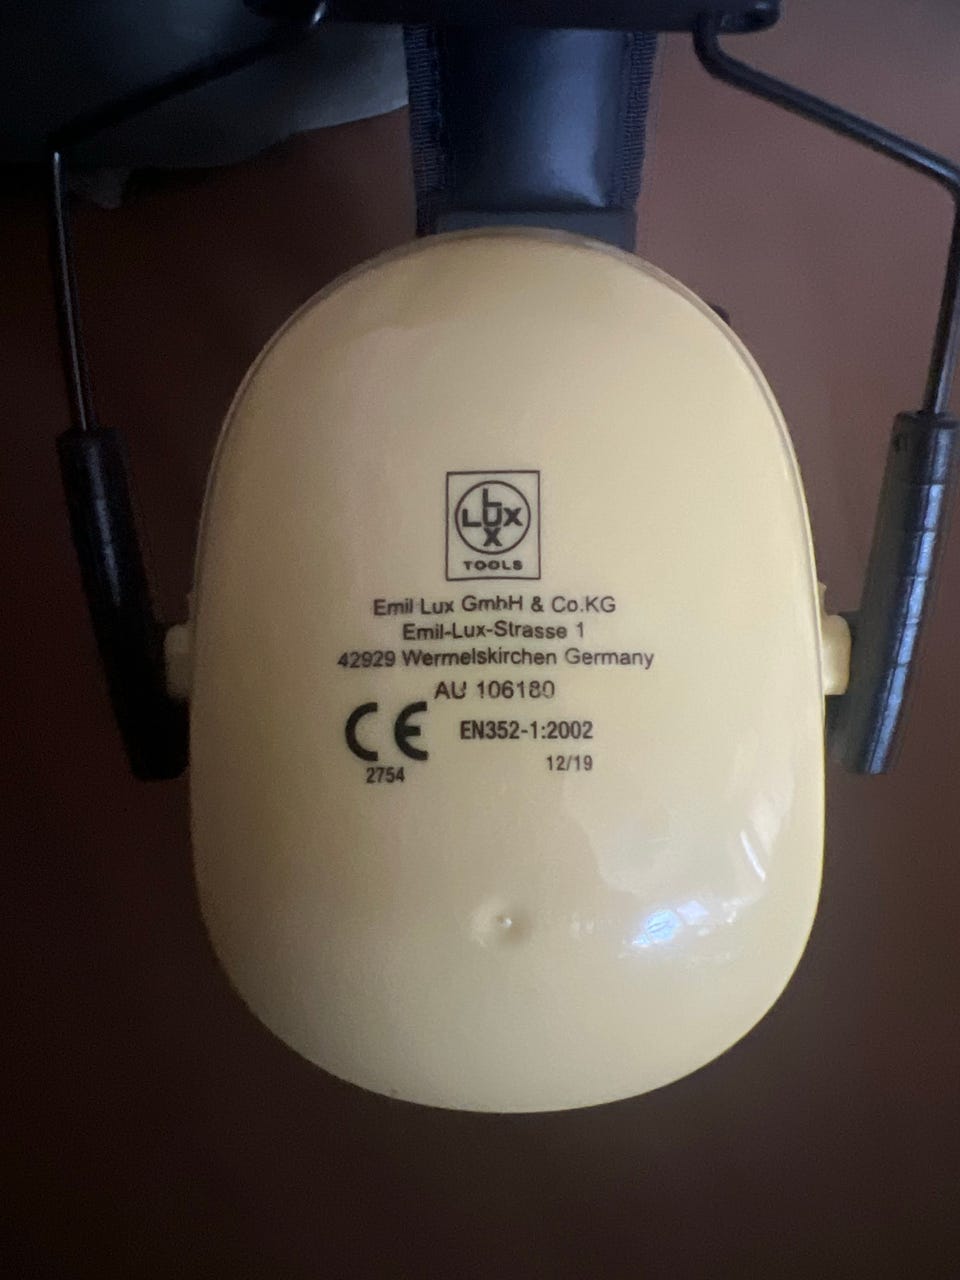 LUX
TOOLS
Emil Lux GmbH & Co.KG
Emil-Lux-Strasse 1
42929 Wermelskirchen Germany
AU 106180
CE EN352-1:2002
2754 12/19